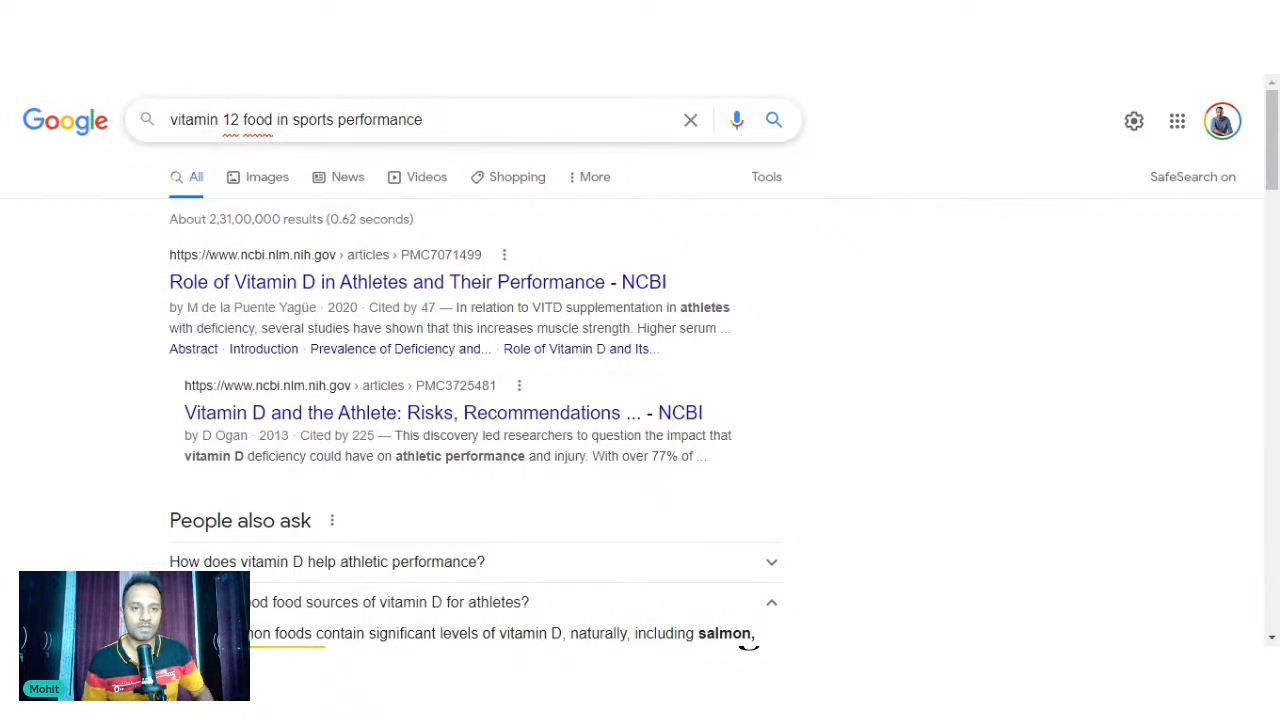 Google
vitamin 12 food in sports performance
All Images News Videos Shopping More Tools SafeSearch on
About 2,31,00,000 results (0.62 seconds)
https://www.ncbi.nlm.nih.gov › articles › PMC7071499
Role of Vitamin D in Athletes and Their Performance - NCBI
by M de la Puente Yagüe · 2020 · Cited by 47 — In relation to VITD supplementation in athletes
with deficiency, several studies have shown that this increases muscle strength. Higher serum ...
Abstract · Introduction · Prevalence of Deficiency and... · Role of Vitamin D and Its...
https://www.ncbi.nlm.nih.gov › articles › PMC3725481
Vitamin D and the Athlete: Risks, Recommendations ... - NCBI
by D Ogan · 2013 · Cited by 225 — This discovery led researchers to question the impact that
vitamin D deficiency could have on athletic performance and injury. With over 77% of ...
People also ask
How does vitamin D help athletic performance?
food sources of vitamin D for athletes?
foods contain significant levels of vitamin D, naturally, including salmon,
Mohit